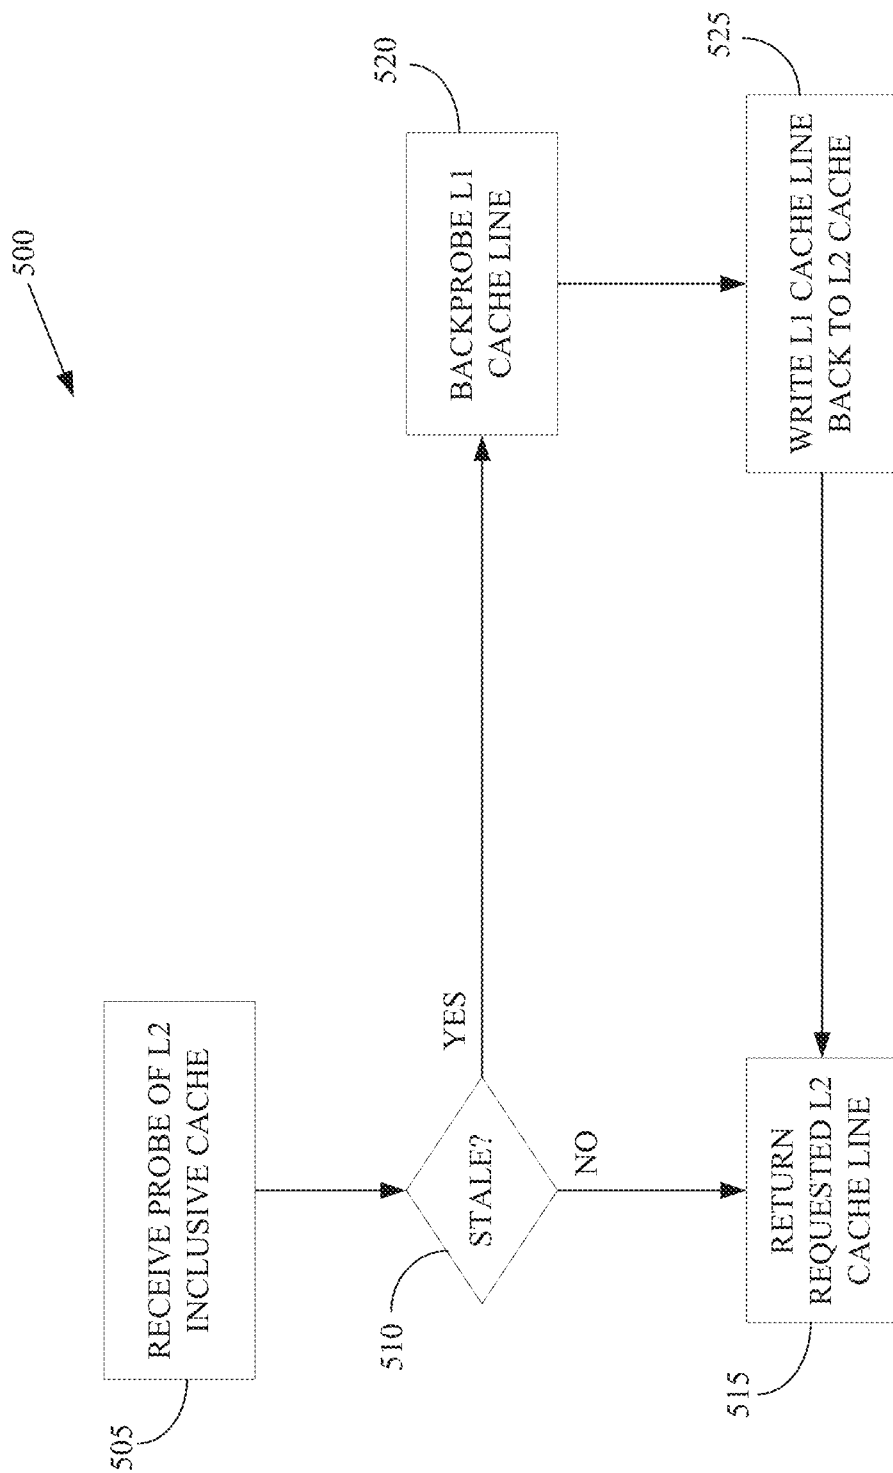 500
505
RECEIVE PROBE OF L2
INCLUSIVE CACHE
510
STALE?
YES
NO
520
BACKPROBE L1
CACHE LINE
515
RETURN
REQUESTED L2
CACHE LINE
525
WRITE L1 CACHE LINE
BACK TO L2 CACHE